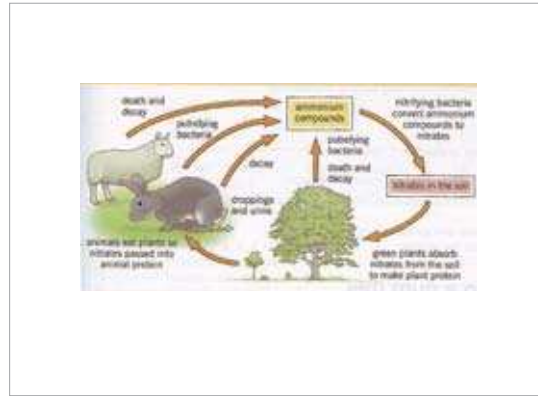 death and
decay
putrifying
bacteria
decay
droppings
and urine
animals eat plants so
nitrates passed into
animal protein
ammonium
compounds
putrefying
bacteria
death and
decay
nitrifying bacteria
convert ammonium
compounds to
nitrates
nitrates in the soil
green plants absorb
nitrates from the soil
to make plant protein